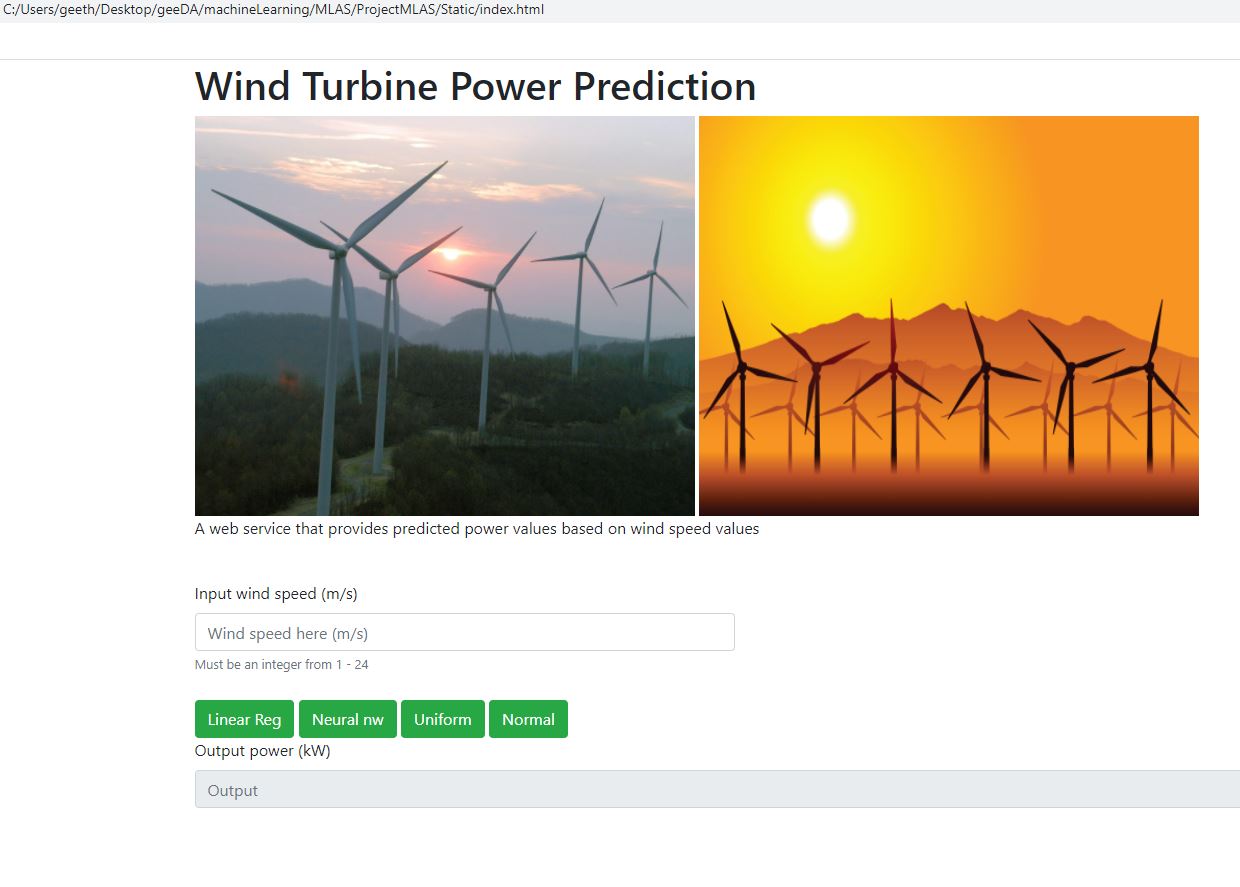 C:/Users/geeth/Desktop/geeDA/machineLearning/MLAS/ProjectMLAS/Static/index.html
Wind Turbine Power Prediction
A web service that provides predicted power values based on wind speed values
Input wind speed (m/s)
Wind speed here (m/s)
Must be an integer from 1 - 24
Linear Reg Neural nw Uniform Normal
Output power (kW)
Output